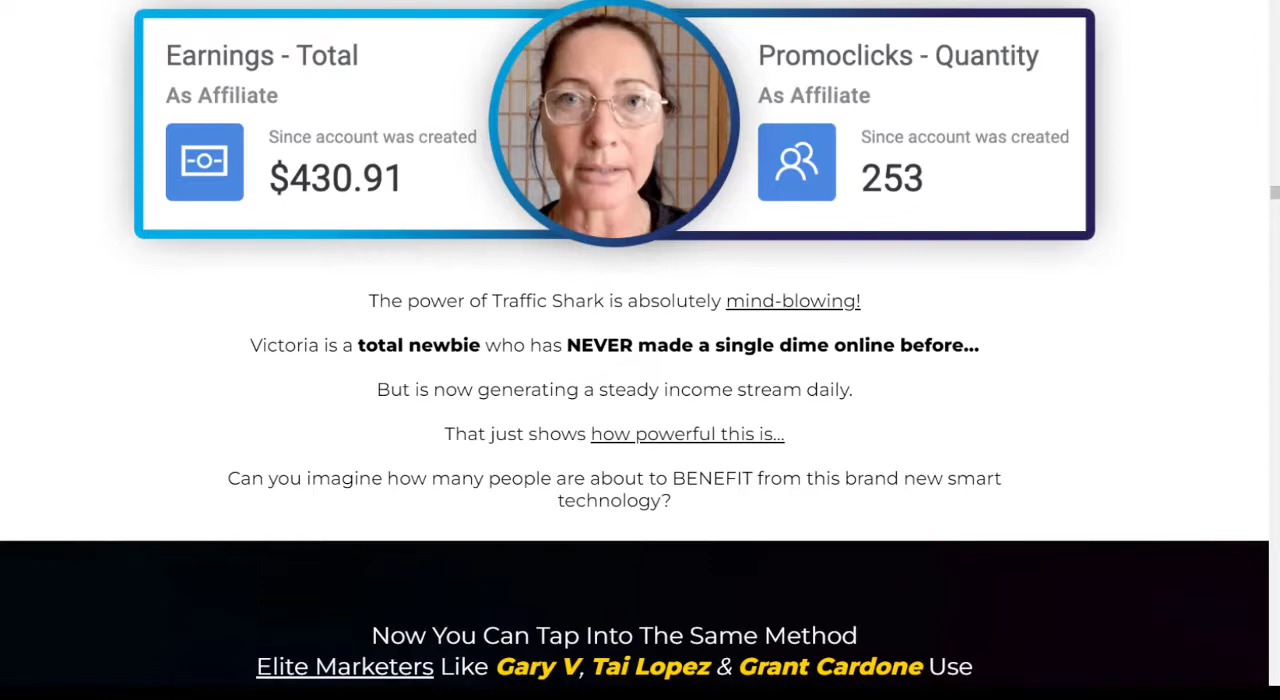 Earnings - Total
As Affiliate
Since account was created
$430.91
Promoclicks - Quantity
As Affiliate
Since account was created
253
The power of Traffic Shark is absolutely mind-blowing!
Victoria is a total newbie who has NEVER made a single dime online before...
But is now generating a steady income stream daily.
That just shows how powerful this is...
Can you imagine how many people are about to BENEFIT from this brand new smart
technology?
Now You Can Tap Into The Same Method
Elite Marketers Like Gary V, Tai Lopez & Grant Cardone Use